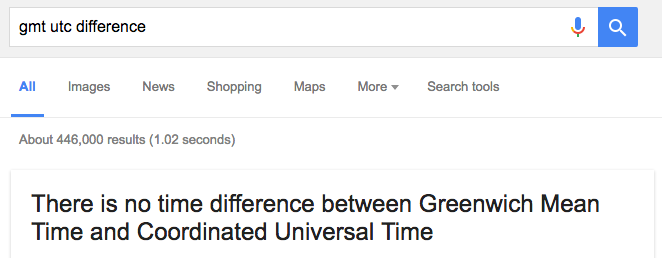 gmt utc difference
All Images News Shopping Maps More Search tools
About 446,000 results (1.02 seconds)
There is no time difference between Greenwich Mean
Time and Coordinated Universal Time